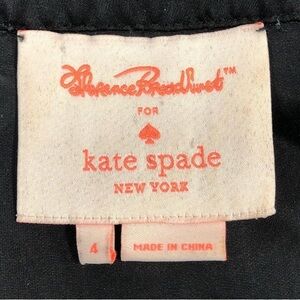 Florence Broadhurst™
FOR
kate spade
NEW YORK
4
MADE IN CHINA